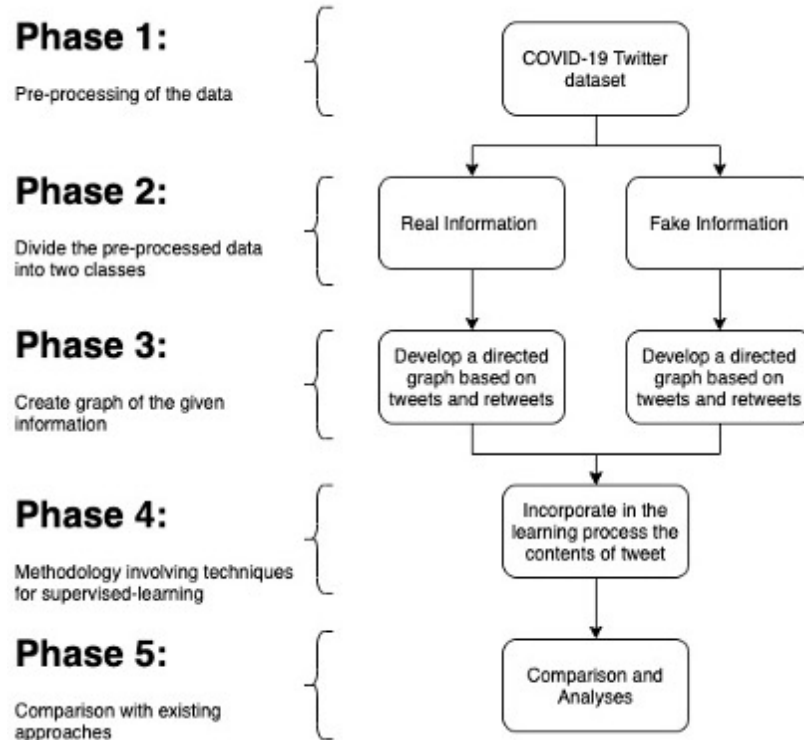 Phase 1:
Pre-processing of the data
COVID-19 Twitter
dataset
Phase 2:
Divide the pre-processed data
into two classes
Real Information
Fake Information
Phase 3:
Create graph of the given
information
Develop a directed
graph based on
tweets and retweets
Develop a directed
graph based on
tweets and retweets
Phase 4:
Methodology involving techniques
for supervised-learning
Incorporate in the
learning process the
contents of tweet
Phase 5:
Comparison with existing
approaches
Comparison and
Analyses